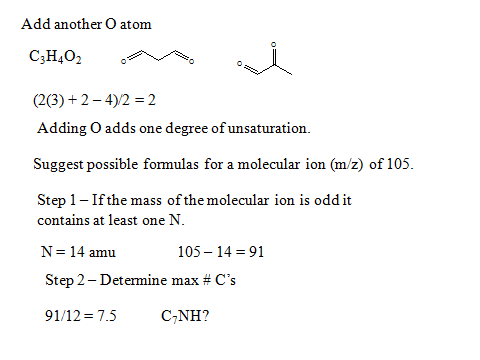 Add another O atom
C₃H₄O₂
O O O O
(2(3) + 2 – 4)/2 = 2
Adding O adds one degree of unsaturation.
Suggest possible formulas for a molecular ion (m/z) of 105.
Step 1 – If the mass of the molecular ion is odd it
contains at least one N.
N = 14 amu 105 – 14 = 91
Step 2 – Determine max # C's
91/12 = 7.5 C₇NH?